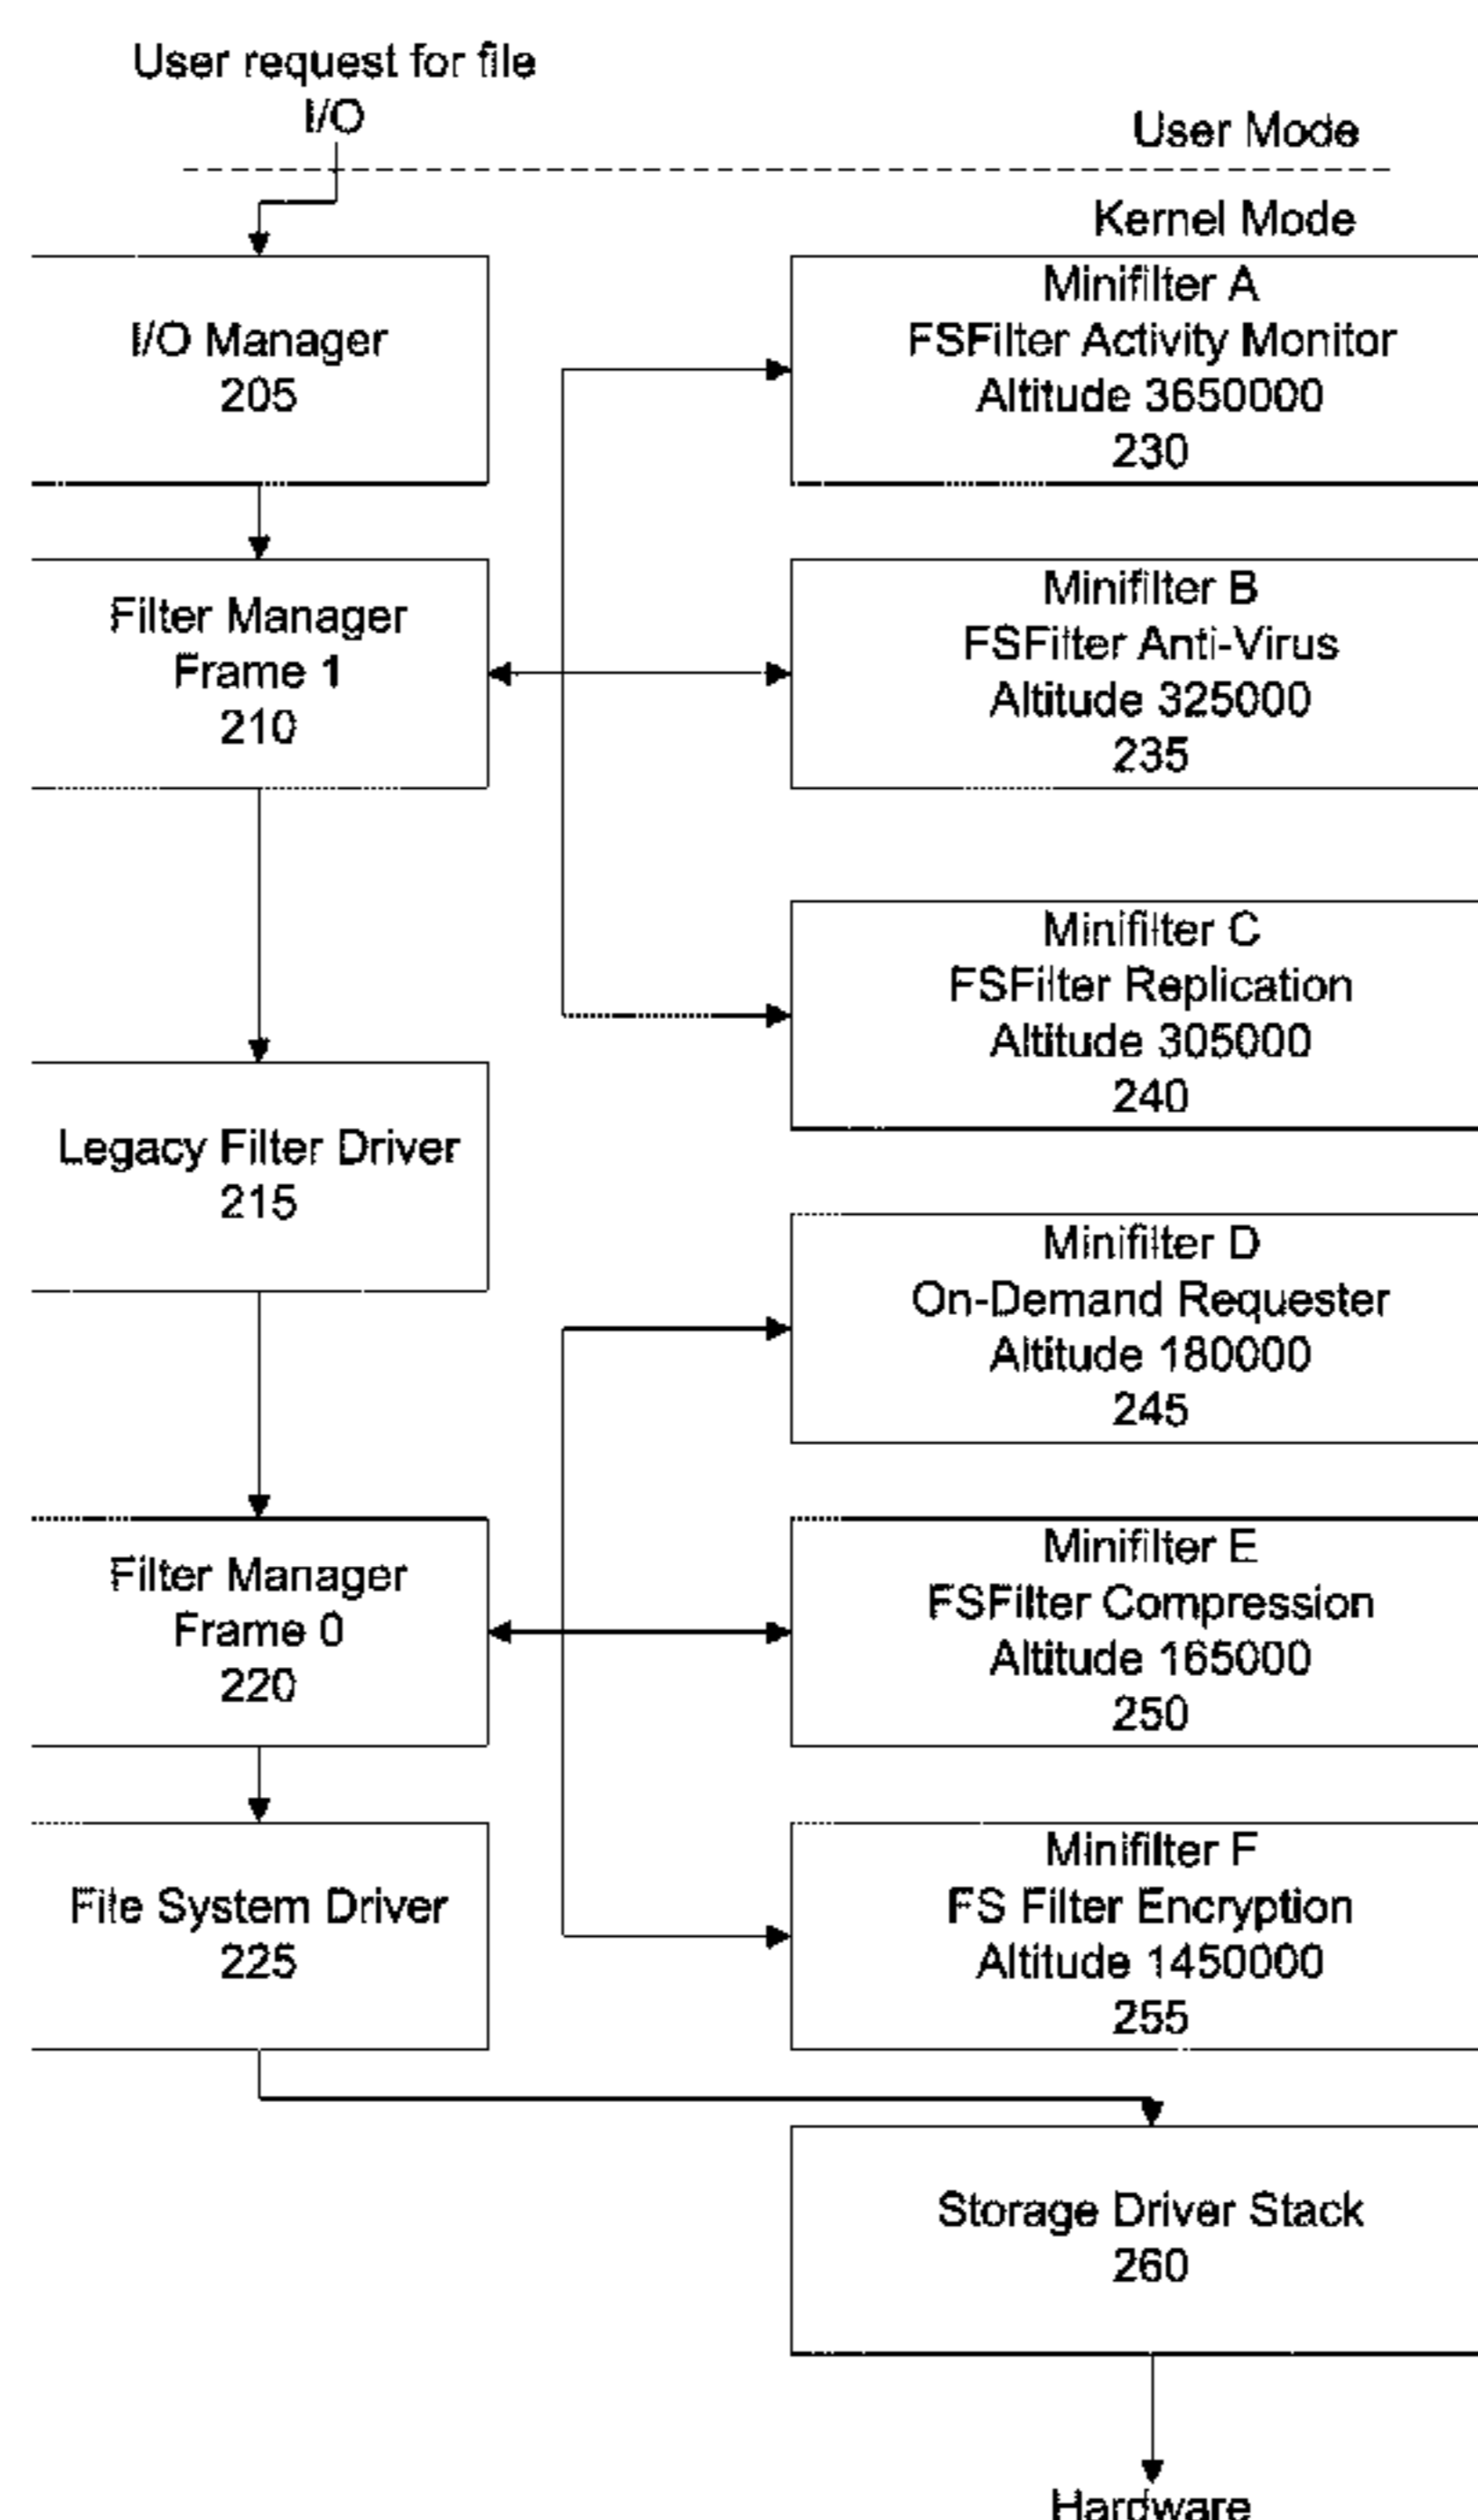 User request for file
I/O
User Mode
Kernel Mode
I/O Manager
205
Minifilter A
FSFilter Activity Monitor
Altitude 3650000
230
Filter Manager
Frame 1
210
Minifilter B
FSFilter Anti-Virus
Altitude 325000
235
Minifilter C
FSFilter Replication
Altitude 305000
240
Legacy Filter Driver
215
Minifilter D
On-Demand Requester
Altitude 180000
245
Filter Manager
Frame 0
220
Minifilter E
FSFilter Compression
Altitude 165000
250
File System Driver
225
Minifilter F
FS Filter Encryption
Altitude 1450000
255
Storage Driver Stack
260
Hardware